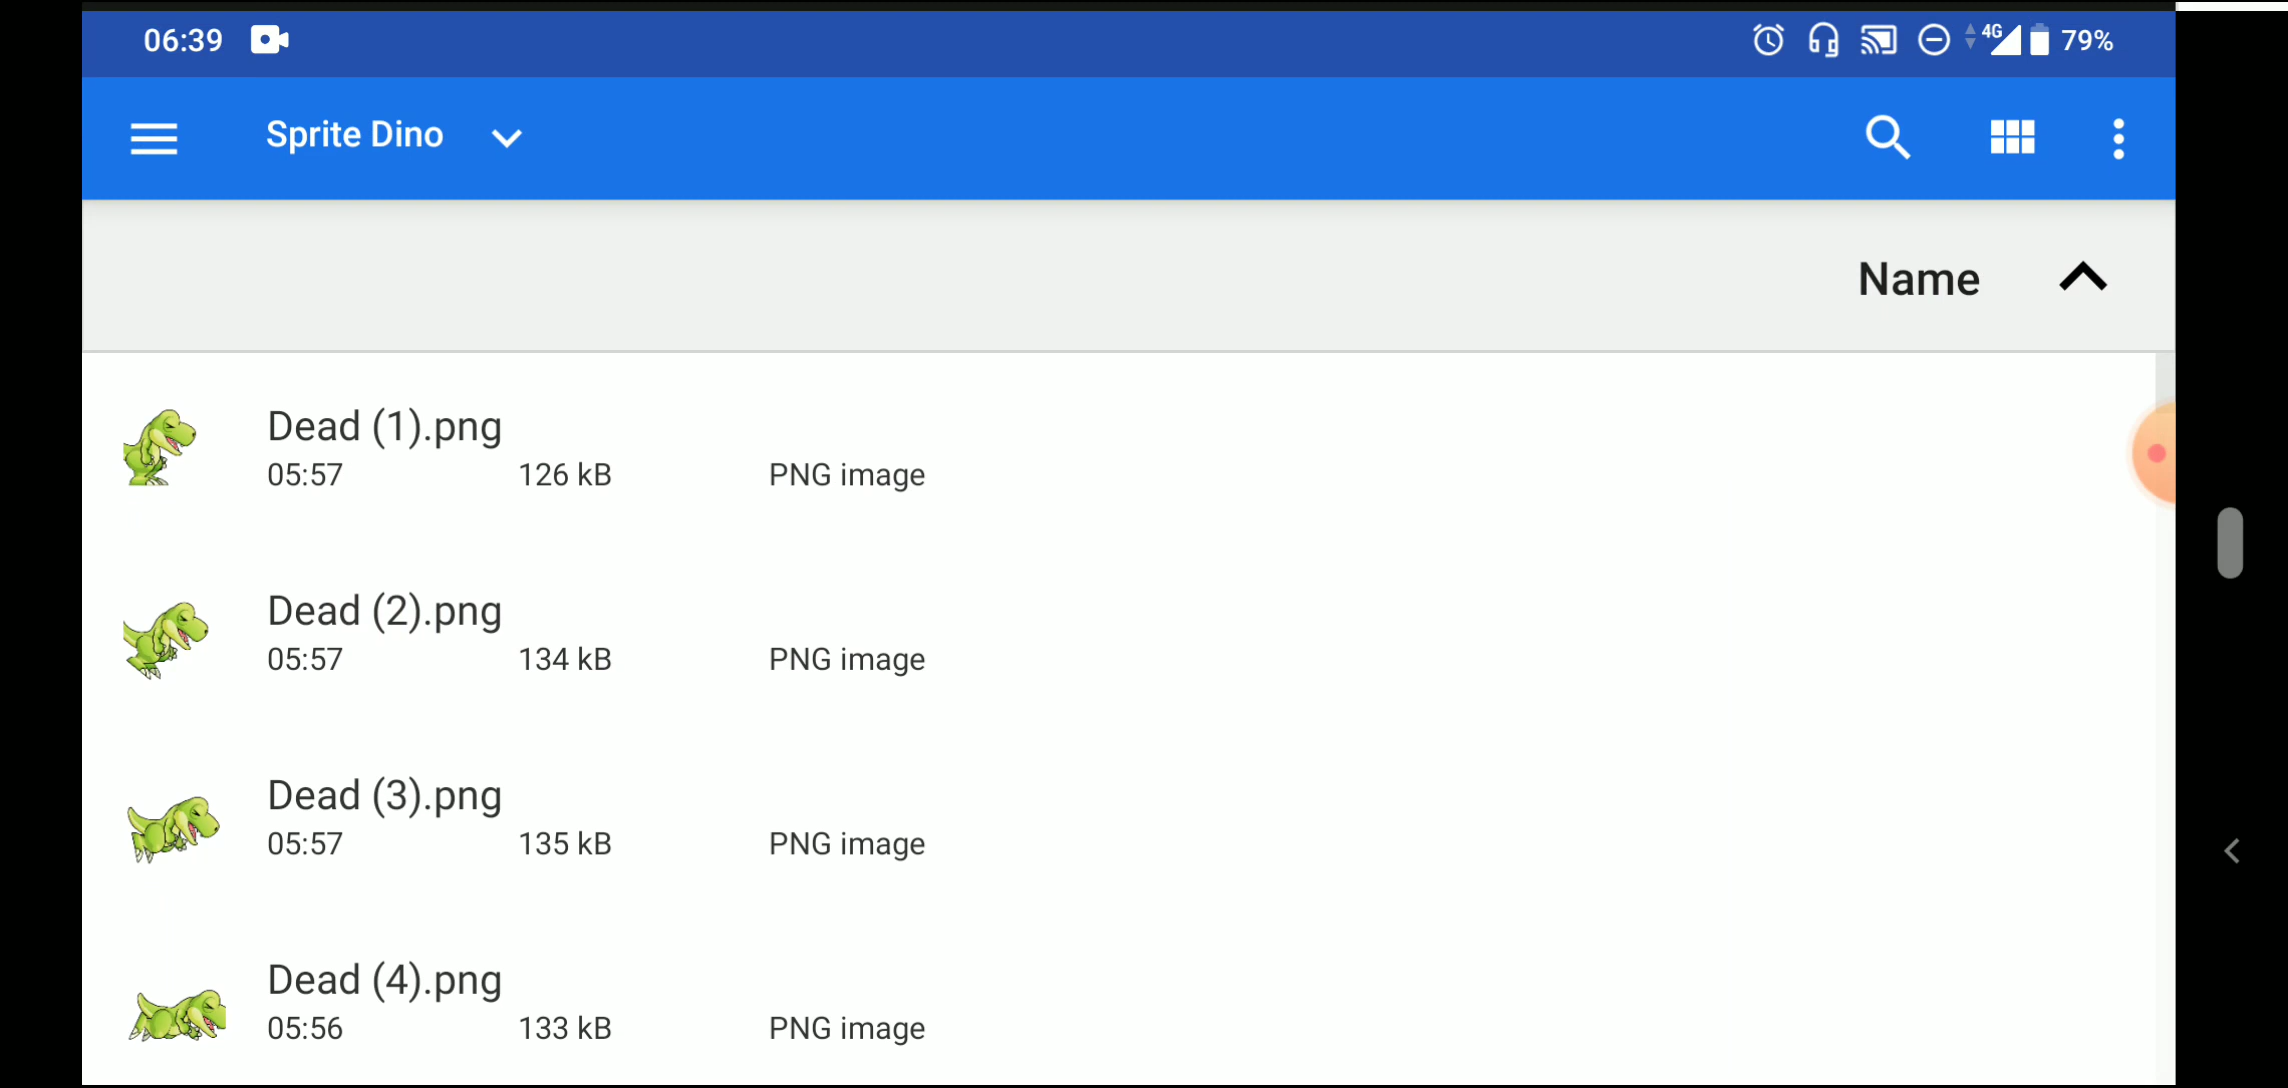 06:39 4G 79%
Sprite Dino
Name
Dead (1).png
05:57 126 kB PNG image
Dead (2).png
05:57 134 kB PNG image
Dead (3).png
05:57 135 kB PNG image
Dead (4).png
05:56 133 kB PNG image